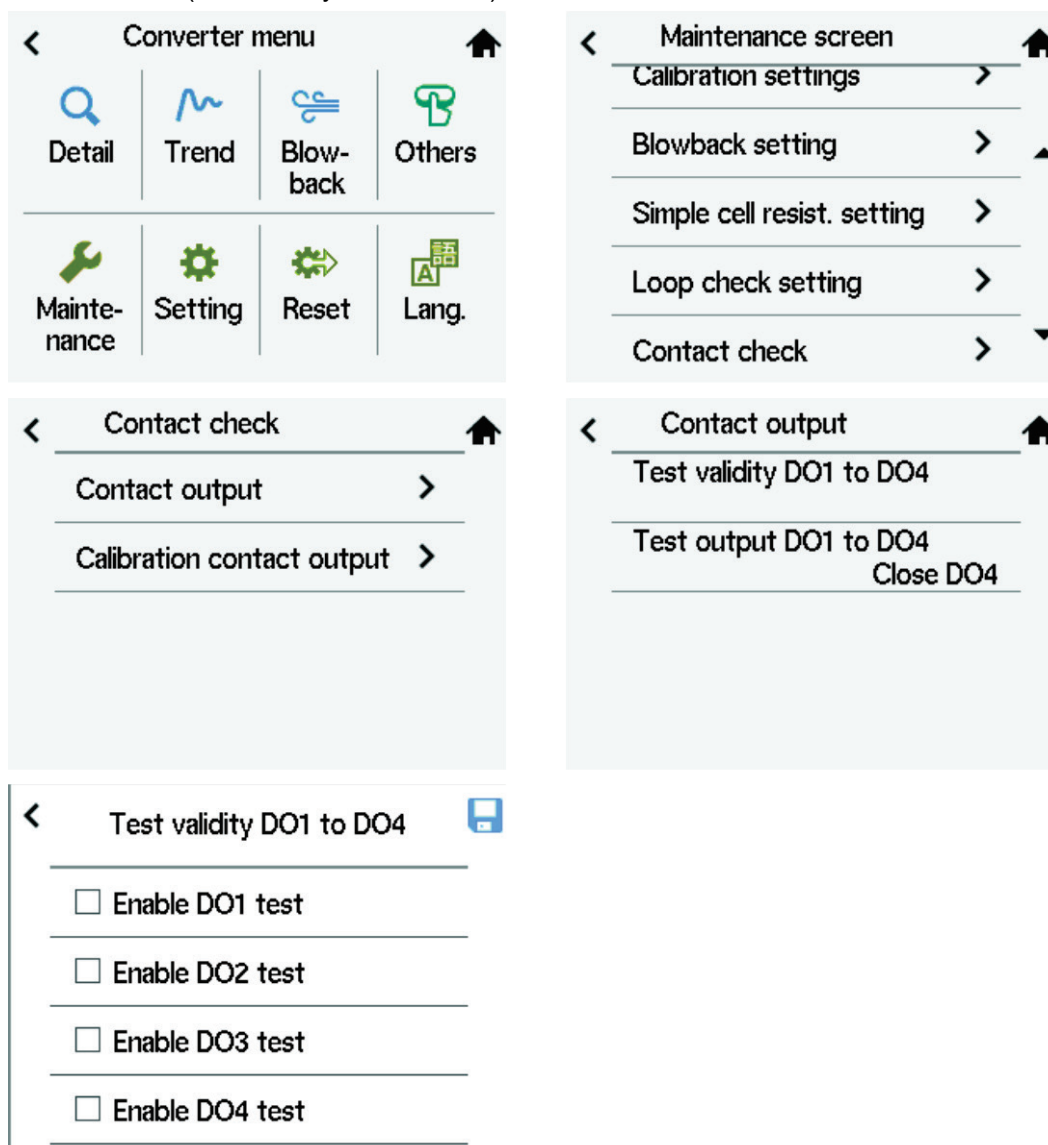 Converter menu
Detail
Trend
Blow-
back
Others
Mainte-
nance
Setting
Reset
A語
Lang.
Maintenance screen
Calibration settings
Blowback setting
Simple cell resist. setting
Loop check setting
Contact check
Contact check
Contact output
Calibration contact output
Contact output
Test validity DO1 to DO4
Test output DO1 to DO4
Close DO4
Test validity DO1 to DO4
Enable DO1 test
Enable DO2 test
Enable DO3 test
Enable DO4 test